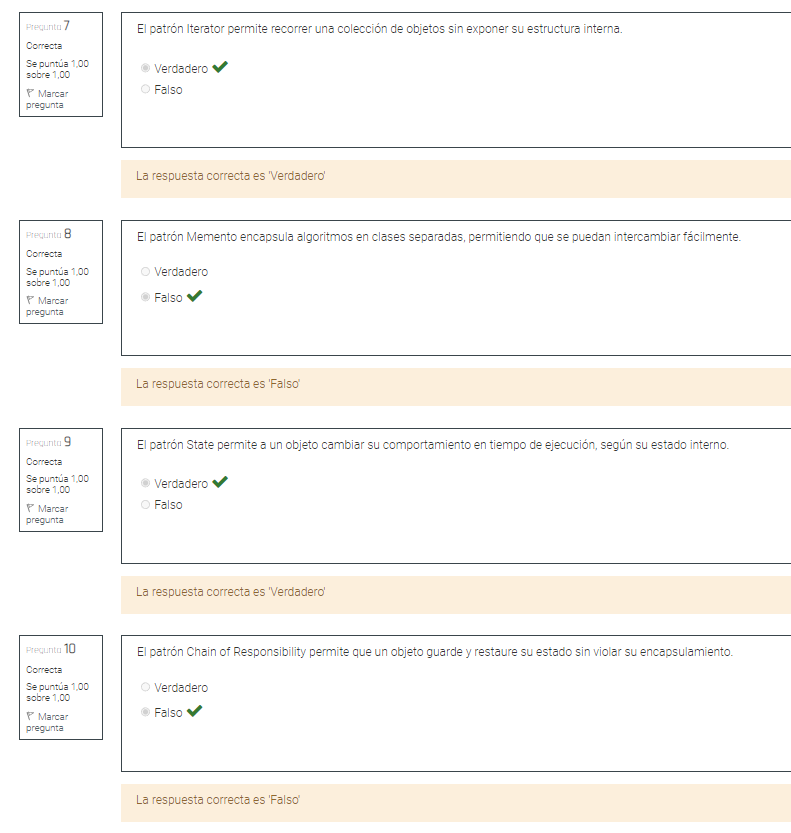 Pregunta 7
Correcta
Se puntúa 1,00
sobre 1,00
Marcar
pregunta
El patrón Iterator permite recorrer una colección de objetos sin exponer su estructura interna.
Verdadero
Falso
La respuesta correcta es 'Verdadero'
Pregunta 8
Correcta
Se puntúa 1,00
sobre 1,00
Marcar
pregunta
El patrón Memento encapsula algoritmos en clases separadas, permitiendo que se puedan intercambiar fácilmente.
Verdadero
Falso
La respuesta correcta es 'Falso'
Pregunta 9
Correcta
Se puntúa 1,00
sobre 1,00
Marcar
pregunta
El patrón State permite a un objeto cambiar su comportamiento en tiempo de ejecución, según su estado interno.
Verdadero
Falso
La respuesta correcta es 'Verdadero'
Pregunta 10
Correcta
Se puntúa 1,00
sobre 1,00
Marcar
pregunta
El patrón Chain of Responsibility permite que un objeto guarde y restaure su estado sin violar su encapsulamiento.
Verdadero
Falso
La respuesta correcta es 'Falso'